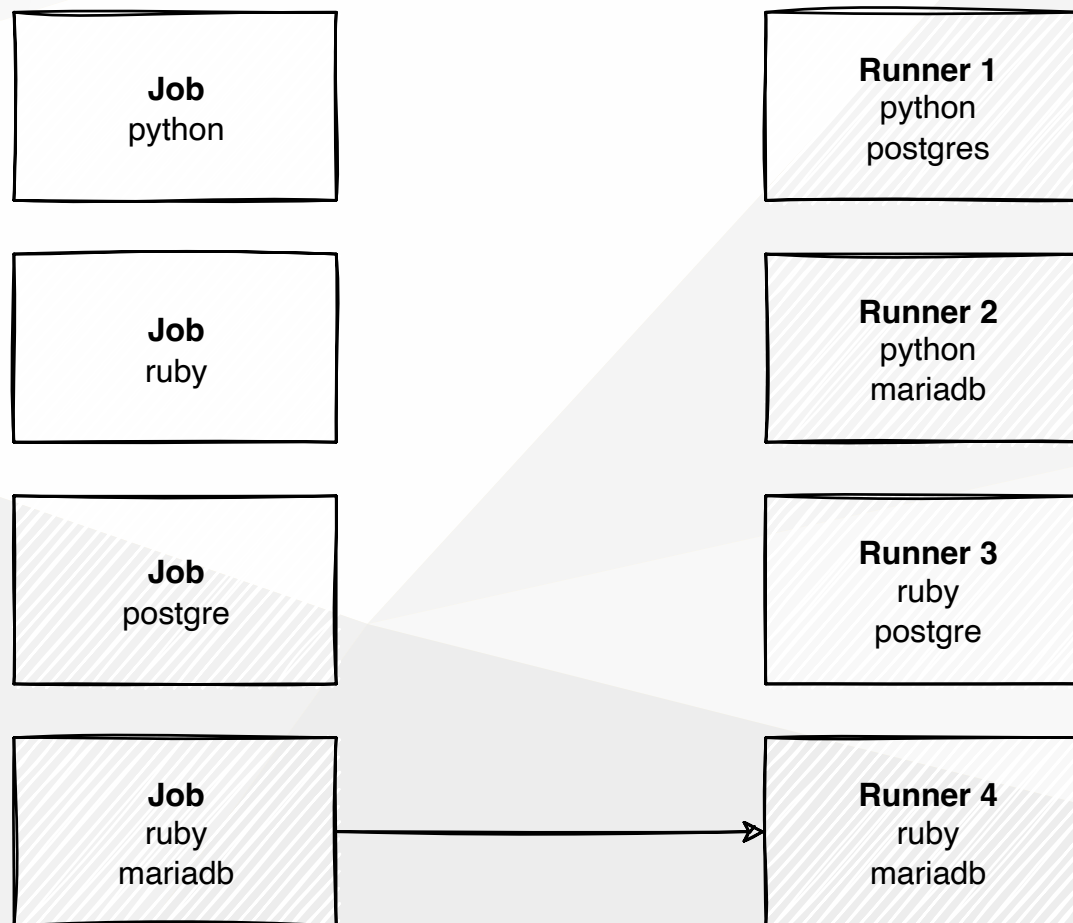 Job
python
Runner 1
python
postgres
Job
ruby
Runner 2
python
mariadb
Job
postgre
Runner 3
ruby
postgre
Job
ruby
mariadb
Runner 4
ruby
mariadb